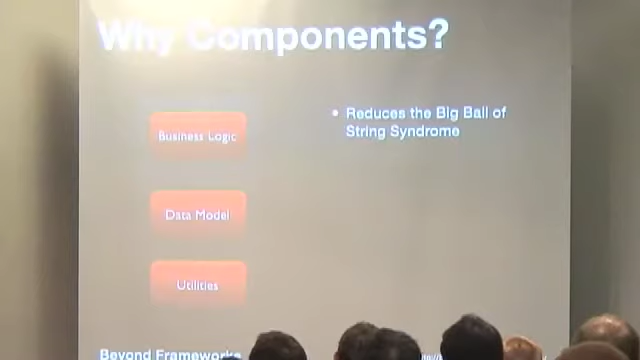 Why Components?
Business Logic
Data Model
Utilities
• Reduces the Big Ball of
String Syndrome
Beyond Frameworks